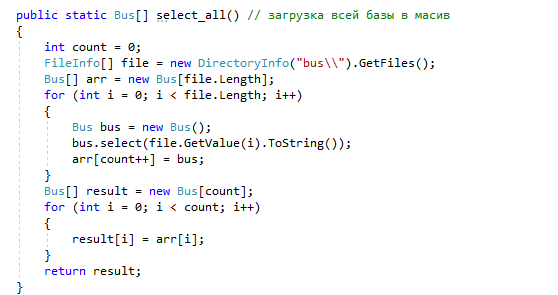 public static Bus[] select_all() // загрузка всей базы в масив
{
    int count = 0;
    FileInfo[] file = new DirectoryInfo("bus\\").GetFiles();
    Bus[] arr = new Bus[file.Length];
    for (int i = 0; i < file.Length; i++)
    {
        Bus bus = new Bus();
        bus.select(file.GetValue(i).ToString());
        arr[count++] = bus;
    }
    Bus[] result = new Bus[count];
    for (int i = 0; i < count; i++)
    {
        result[i] = arr[i];
    }
    return result;
}